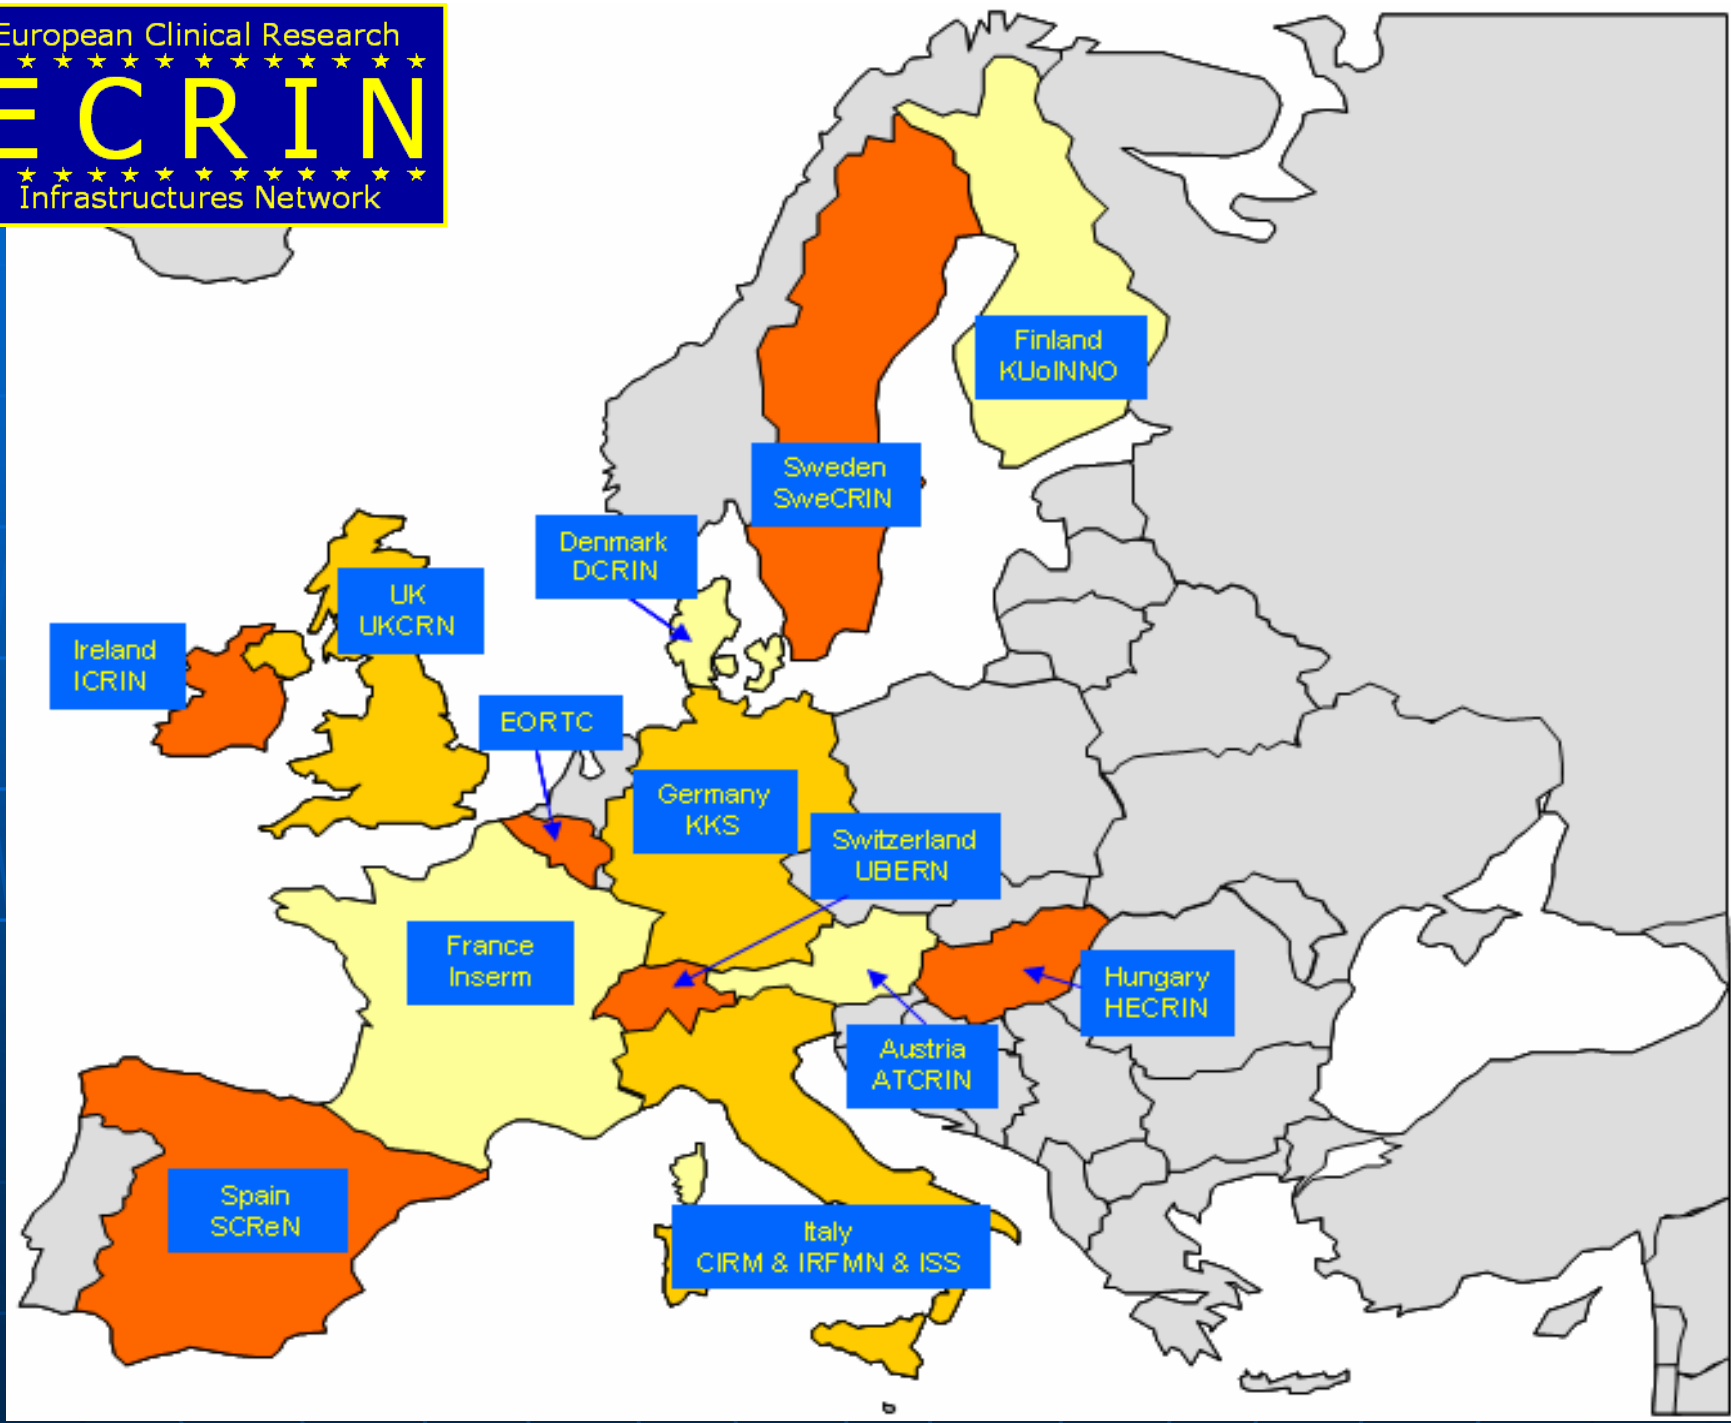 European Clinical Research
ECRIN
Infrastructures Network
Finland
KUoINNO
Sweden
SweCRIN
Denmark
DCRIN
UK
UKCRN
Ireland
ICRIN
EORTC
Germany
KKS
Switzerland
UBERN
France
Inserm
Hungary
HECRIN
Austria
ATCRIN
Spain
SCReN
Italy
CIRM & IRFMN & ISS